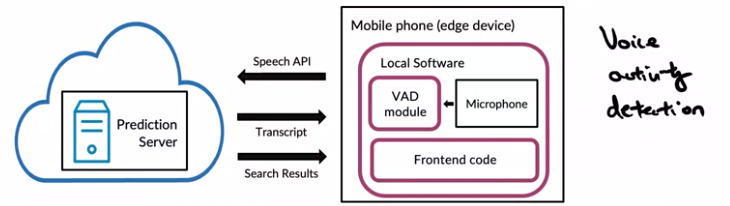 Prediction
Server
Speech API
Transcript
Search Results
Mobile phone (edge device)
Local Software
VAD
module
Microphone
Frontend code
Voice
activity
detection